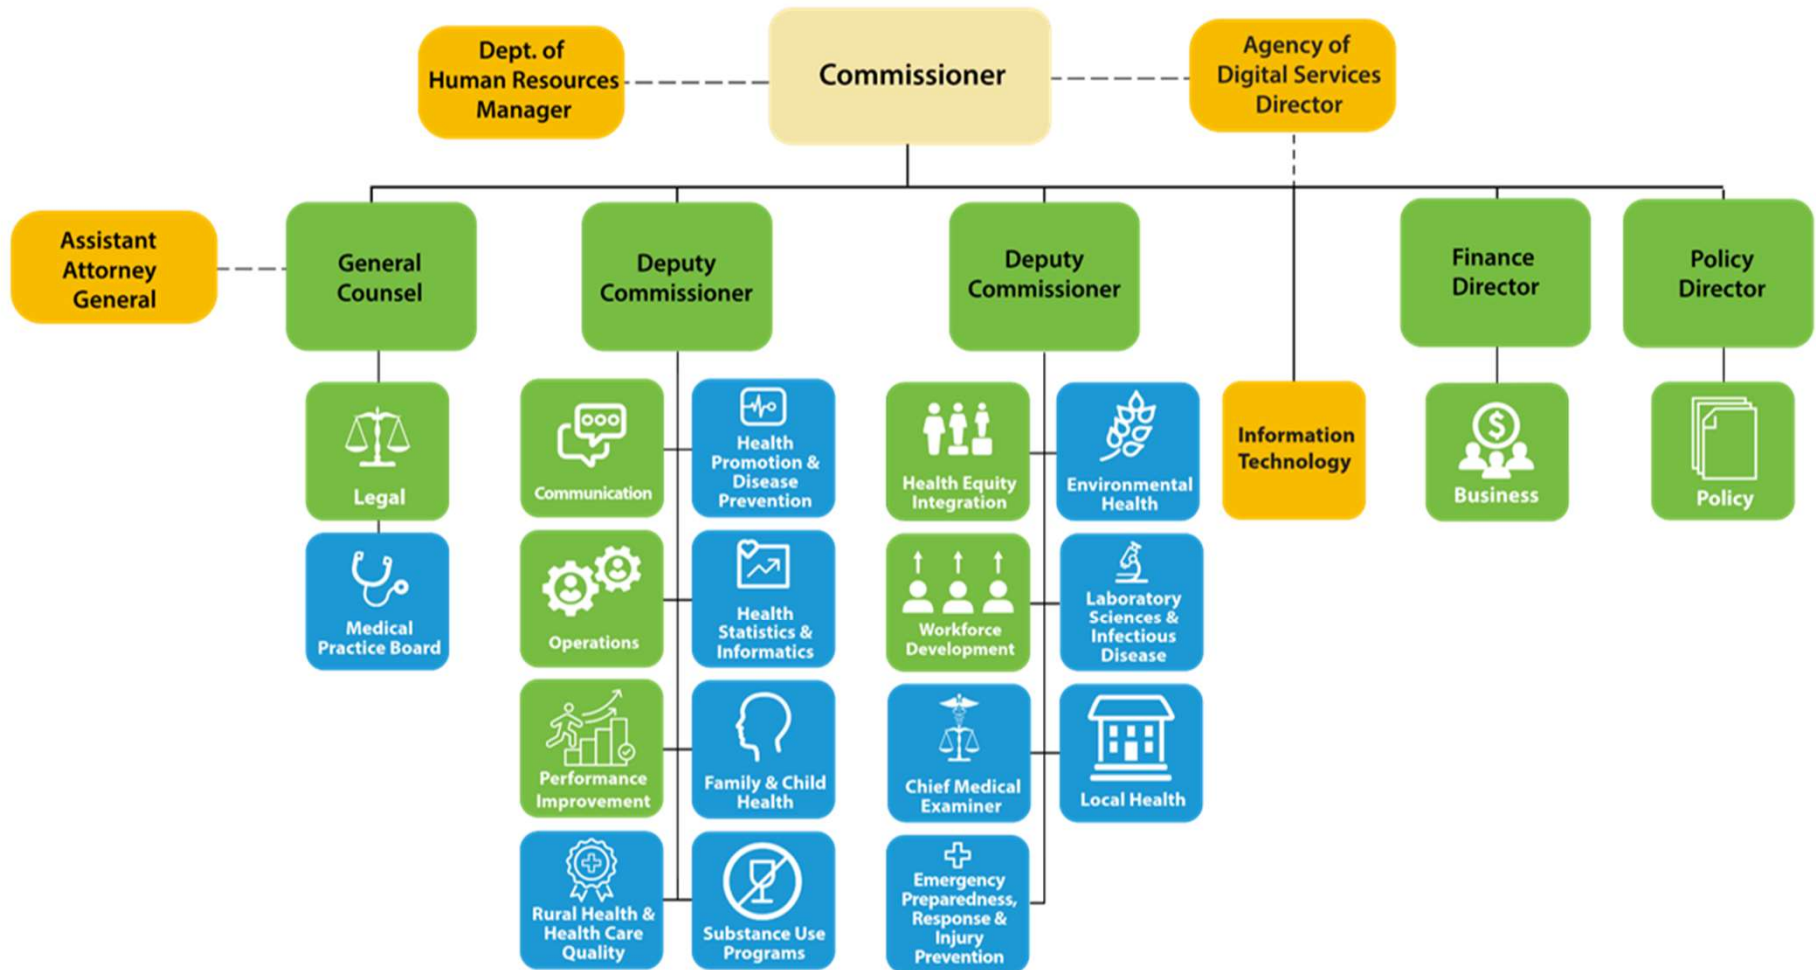 Dept. of
Human Resources
Manager
Commissioner
Agency of
Digital Services
Director
Assistant
Attorney
General
General
Counsel
Deputy
Commissioner
Deputy
Commissioner
Finance
Director
Policy
Director
Legal
Medical
Practice Board
Communication
Health
Promotion &
Disease
Prevention
Operations
Health
Statistics &
Informatics
Performance
Improvement
Family & Child
Health
Rural Health &
Health Care
Quality
Substance Use
Programs
Health Equity
Integration
Environmental
Health
Workforce
Development
Laboratory
Sciences &
Infectious
Disease
Chief Medical
Examiner
Local Health
Emergency
Preparedness,
Response &
Injury
Prevention
Information
Technology
$
Business
Policy